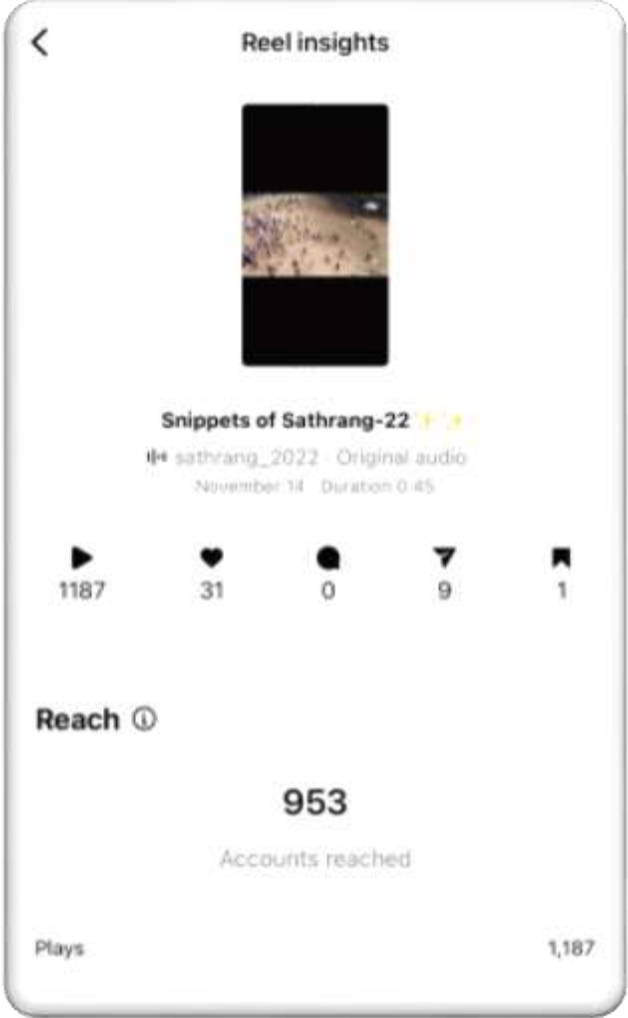 Reel insights
Snippets of Sathrang-22 ✨✨
sathrang_2022 · Original audio
November 14 · Duration 0:45
1187 31 0 9 1
Reach
953
Accounts reached
Plays 1,187